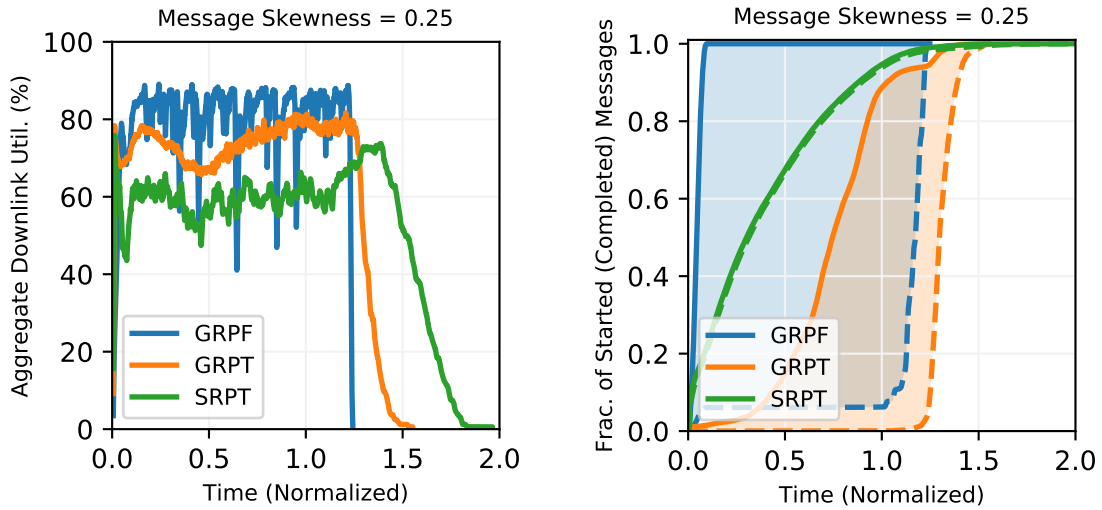 Message Skewness = 0.25
Aggregate Downlink Util. (%)
100
80
60
40
20
0
GRPF
GRPT
SRPT
0.0 0.5 1.0 1.5 2.0
Time (Normalized)
Message Skewness = 0.25
Frac. of Started (Completed) Messages
1.0
0.8
0.6
0.4
0.2
0.0
GRPF
GRPT
SRPT
0.0 0.5 1.0 1.5 2.0
Time (Normalized)